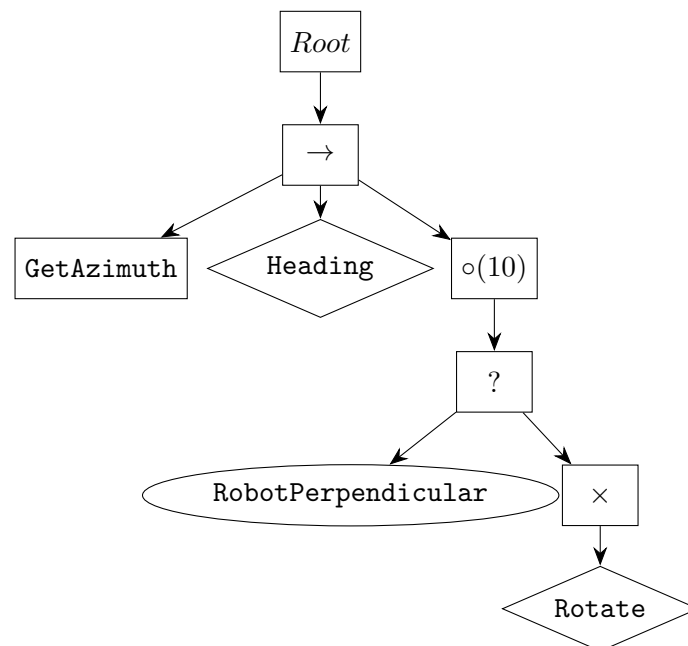 Root
→
GetAzimuth
Heading
∘(10)
?
RobotPerpendicular
×
Rotate